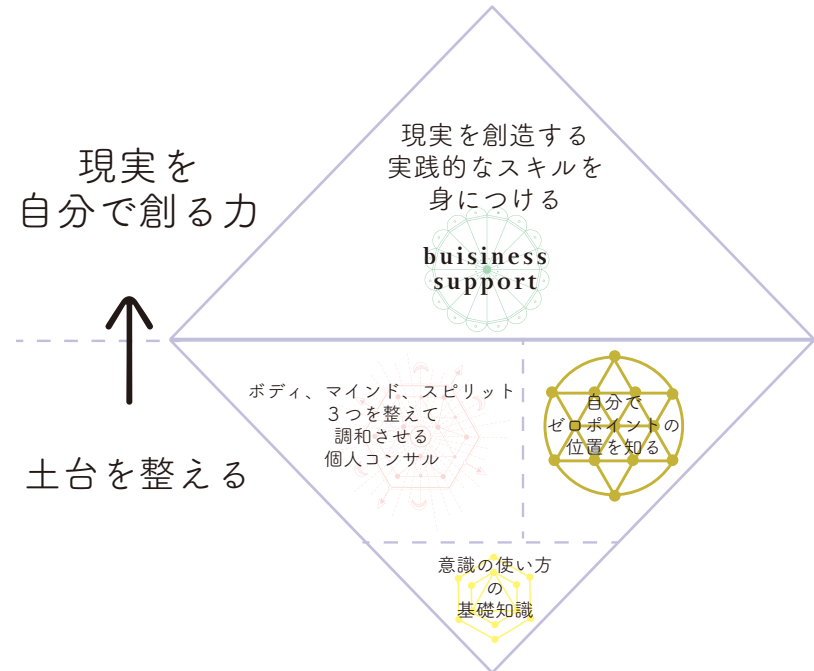 現実を
自分で創る力
現実を創造する
実践的なスキルを
身につける
buisiness
support
土台を整える
ボディ、マインド、スピリット
３つを整えて
調和させる
個人コンサル
自分で
ゼロポイントの
位置を知る
意識の使い方
の
基礎知識